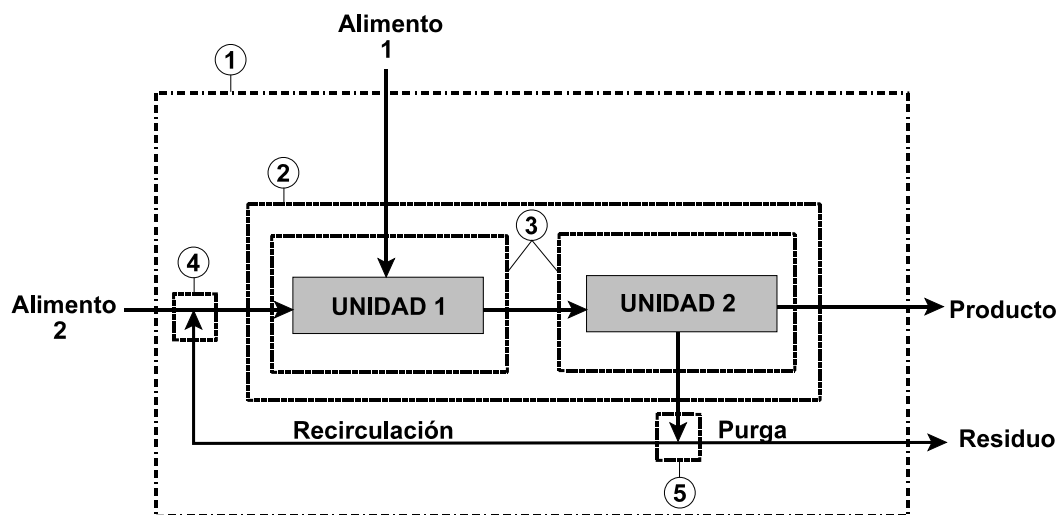 Alimento
1
1
2
3
4
UNIDAD 1
UNIDAD 2
Alimento
2
Producto
Recirculación
Purga
Residuo
5